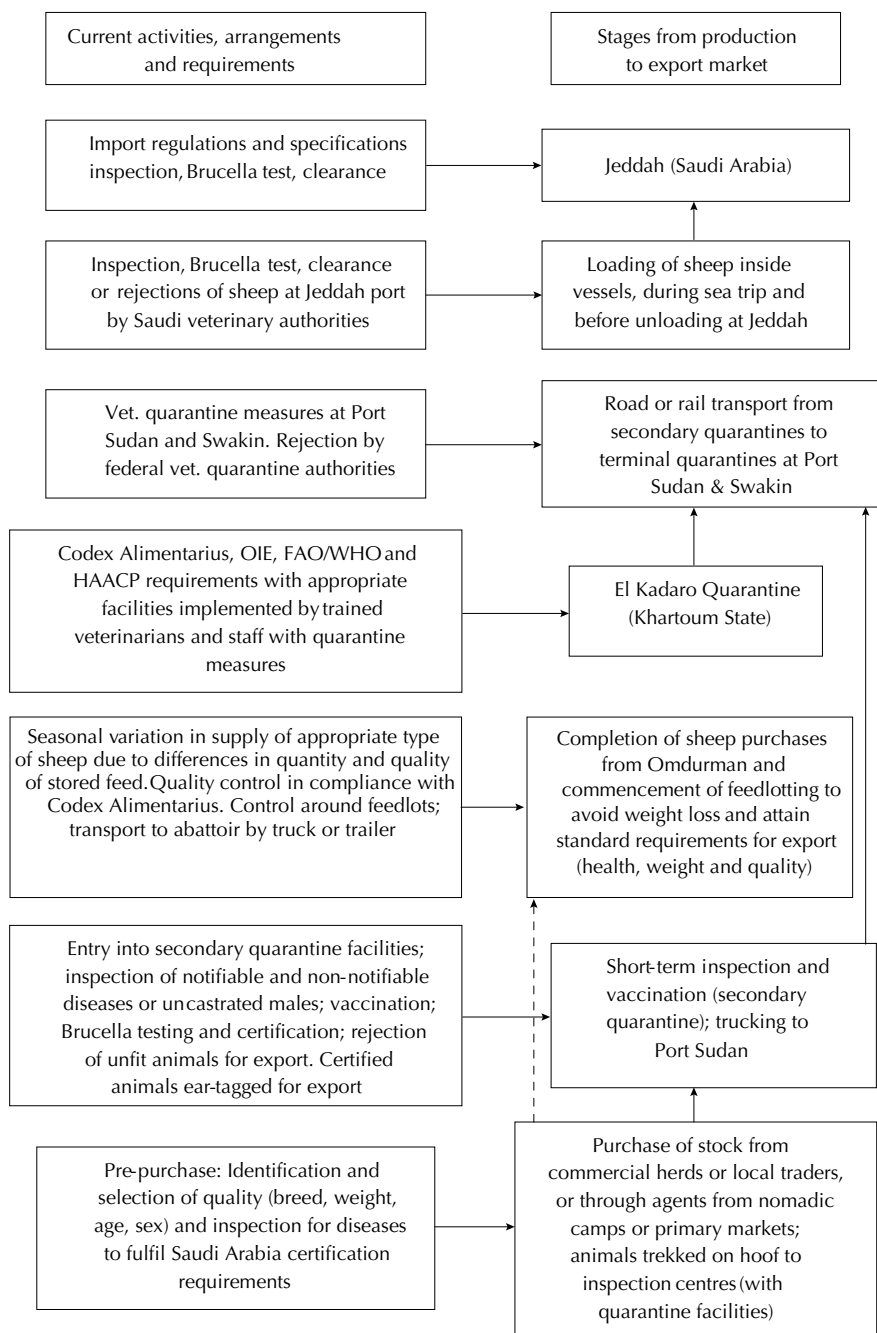 Current activities, arrangements
and requirements
Stages from production
to export market
Import regulations and specifications
inspection, Brucella test, clearance
Jeddah (Saudi Arabia)
Inspection, Brucella test, clearance
or rejections of sheep at Jeddah port
by Saudi veterinary authorities
Loading of sheep inside
vessels, during sea trip and
before unloading at Jeddah
Vet. quarantine measures at Port
Sudan and Swakin. Rejection by
federal vet. quarantine authorities
Road or rail transport from
secondary quarantines to
terminal quarantines at Port
Sudan & Swakin
Codex Alimentarius, OIE, FAO/WHO and
HAACP requirements with appropriate
facilities implemented by trained
veterinarians and staff with quarantine
measures
El Kadaro Quarantine
(Khartoum State)
Seasonal variation in supply of appropriate type
of sheep due to differences in quantity and quality
of stored feed. Quality control in compliance with
Codex Alimentarius. Control around feedlots;
transport to abattoir by truck or trailer
Completion of sheep purchases
from Omdurman and
commencement of feedlotting to
avoid weight loss and attain
standard requirements for export
(health, weight and quality)
Entry into secondary quarantine facilities;
inspection of notifiable and non-notifiable
diseases or uncastrated males; vaccination;
Brucella testing and certification; rejection
of unfit animals for export. Certified
animals ear-tagged for export
Short-term inspection and
vaccination (secondary
quarantine); trucking to
Port Sudan
Pre-purchase: Identification and
selection of quality (breed, weight,
age, sex) and inspection for diseases
to fulfil Saudi Arabia certification
requirements
Purchase of stock from
commercial herds or local traders,
or through agents from nomadic
camps or primary markets;
animals trekked on hoof to
inspection centres (with
quarantine facilities)